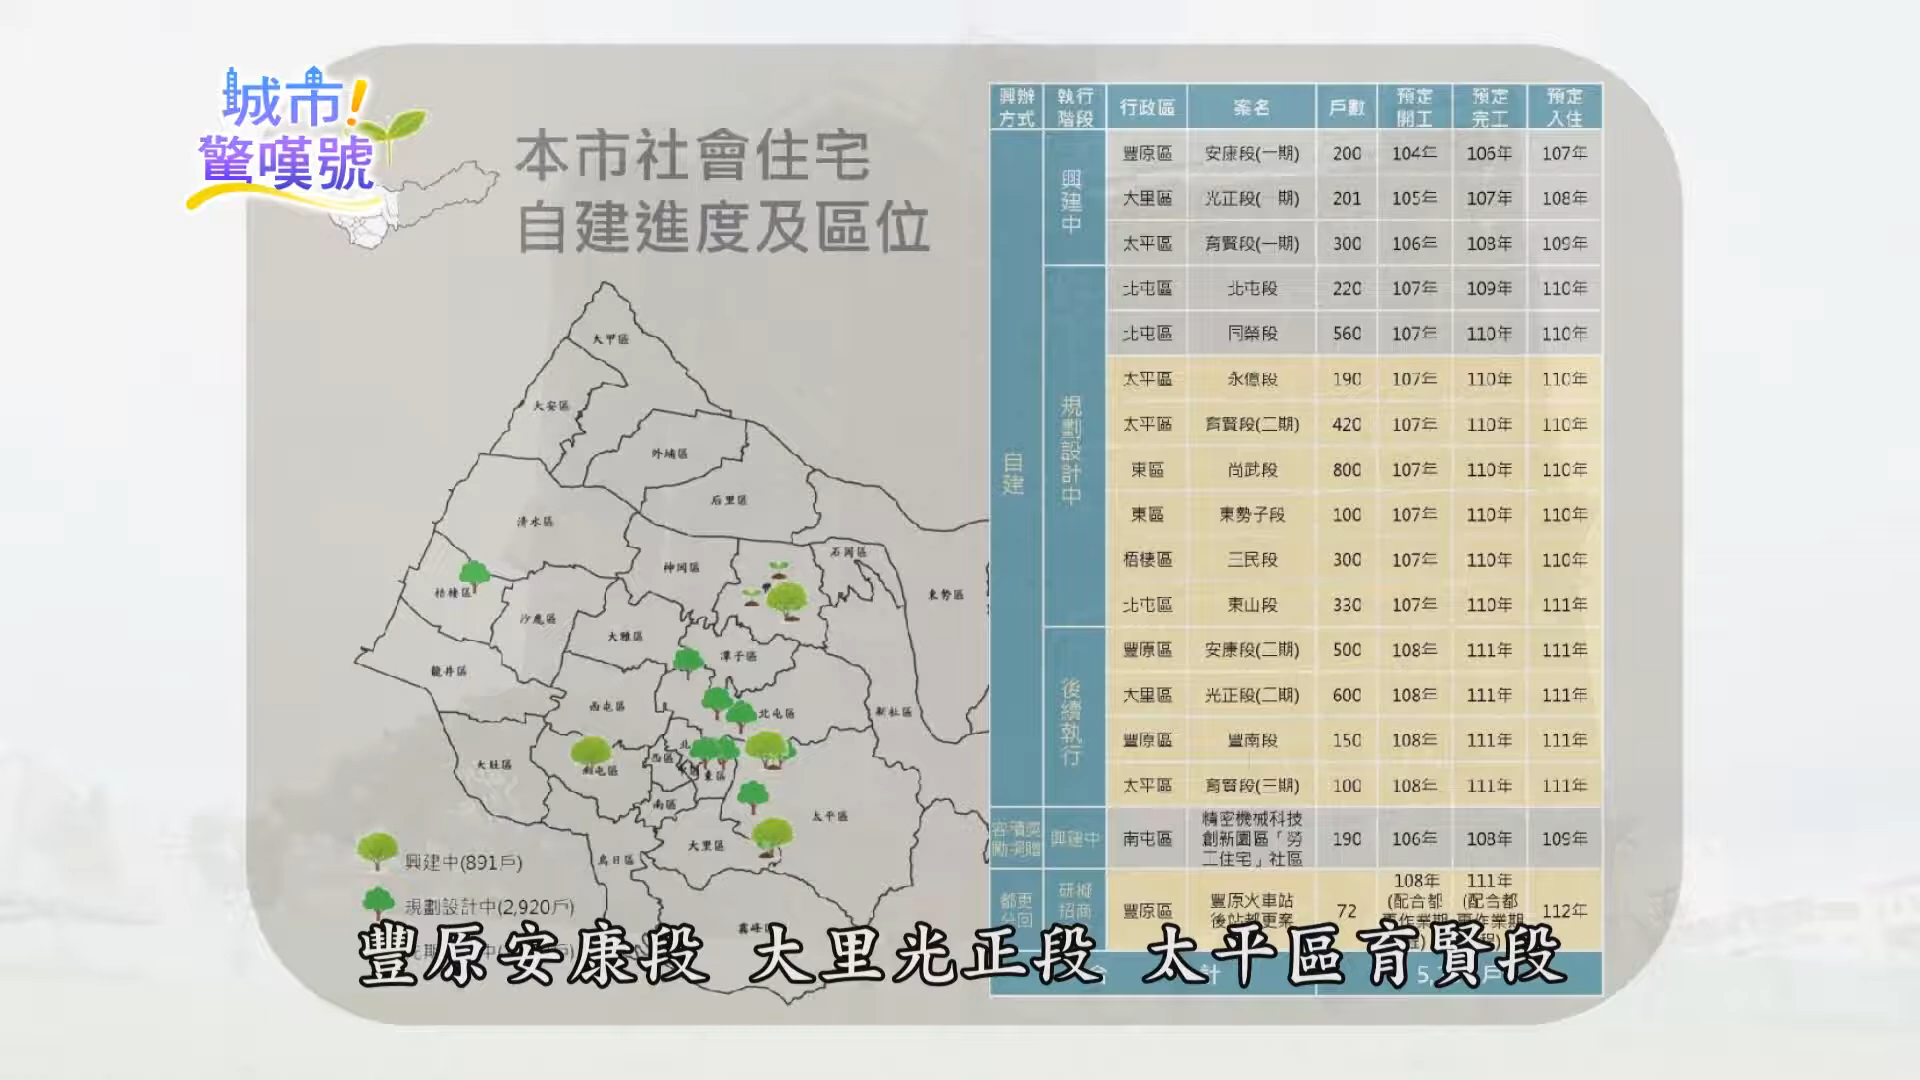 城市!
驚嘆號
本市社會住宅
自建進度及區位
大甲區
大安區
外埔區
后里區
清水區
神岡區
石岡區
東勢區
梧棲區
沙鹿區
大雅區
潭子區
龍井區
西屯區
北屯區
新社區
北
大肚區
南屯區
西區
東區
南區
太平區
大里區
烏日區
霧峰區
興建中(891戶)
規劃設計中(2,920戶)
興辦方式 執行階段 行政區 案名 戶數 預定開工 預定完工 預定入住
自建
興建中
豐原區 安康段(一期) 200 104年 106年 107年
大里區 光正段(一期) 201 105年 107年 108年
太平區 育賢段(一期) 300 106年 108年 109年
規劃設計中
北屯區 北屯段 220 107年 109年 110年
北屯區 同榮段 560 107年 110年 110年
太平區 永億段 190 107年 110年 110年
太平區 育賢段(二期) 420 107年 110年 110年
東區 尚武段 800 107年 110年 110年
東區 東勢子段 100 107年 110年 110年
梧棲區 三民段 300 107年 110年 110年
北屯區 東山段 330 107年 110年 111年
後續執行
豐原區 安康段(二期) 500 108年 111年 111年
大里區 光正段(二期) 600 108年 111年 111年
豐原區 豐南段 150 108年 111年 111年
太平區 育賢段(三期) 100 108年 111年 111年
容積獎勵捐贈 興建中 南屯區
精密機械科技
創新園區「勞
工住宅」社區
190 106年 108年 109年
都更分回 研擬招商 豐原區
豐原火車站
後站都更案
72
108年
(配合都
更作業期
111年
(配合都
更作業期
112年
計
豐原安康段 大里光正段 太平區育賢段